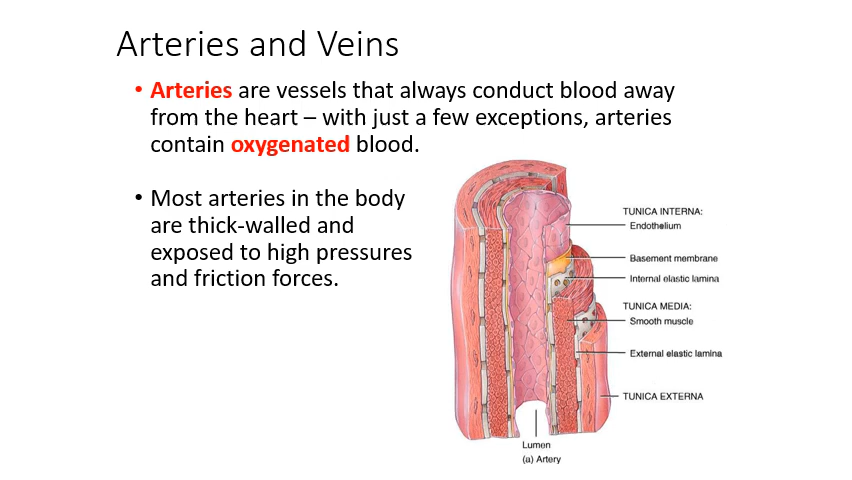 Arteries and Veins
• Arteries are vessels that always conduct blood away
from the heart – with just a few exceptions, arteries
contain oxygenated blood.
• Most arteries in the body
are thick-walled and
exposed to high pressures
and friction forces.
TUNICA INTERNA:
Endothelium
Basement membrane
Internal elastic lamina
TUNICA MEDIA:
Smooth muscle
External elastic lamina
TUNICA EXTERNA
Lumen
(a) Artery